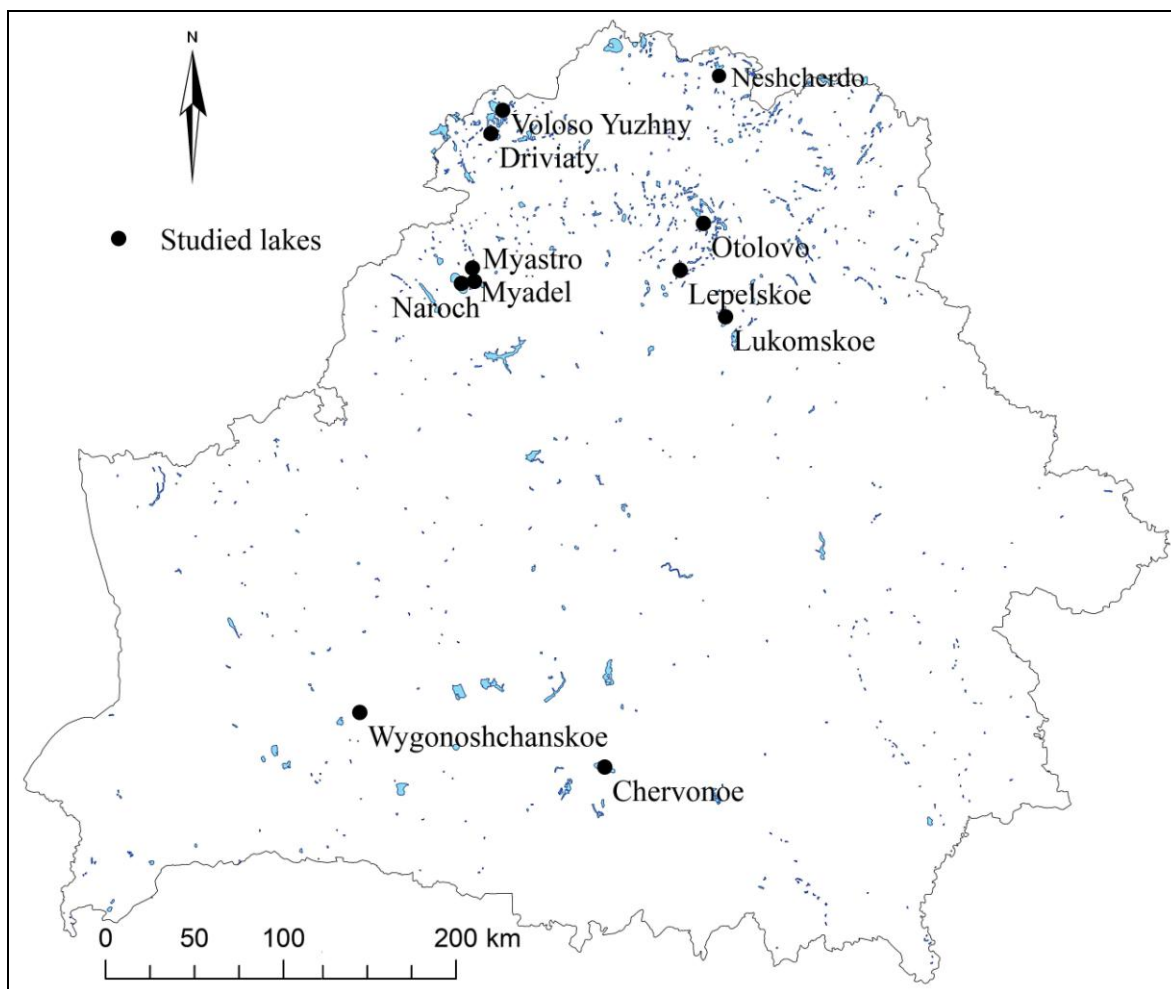 N
Neshcherdo
Voloso Yuzhny
Driviaty
Studied lakes
Otolovo
Myastro
Myadel
Naroch
Lepelskoe
Lukomskoe
Wygonoshchanskoe
Chervonoe
0 50 100 200 km